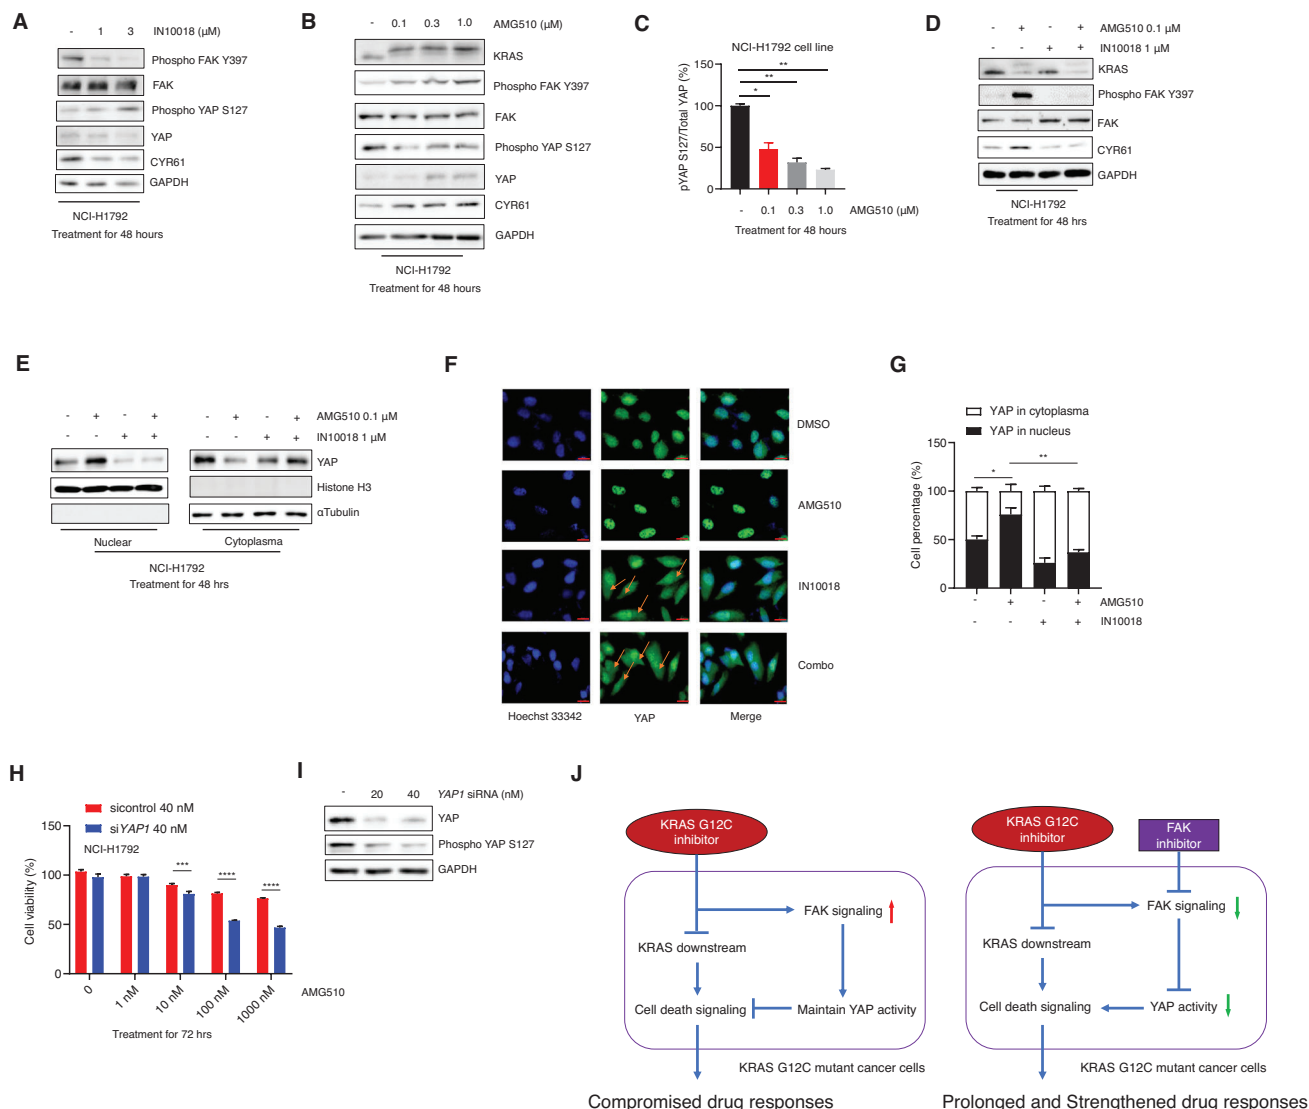 A
- 1 3 IN10018 (μM)
Phospho FAK Y397
FAK
Phospho YAP S127
YAP
CYR61
GAPDH
NCI-H1792
Treatment for 48 hours
B
- 0.1 0.3 1.0 AMG510 (μM)
KRAS
Phospho FAK Y397
FAK
Phospho YAP S127
YAP
CYR61
GAPDH
NCI-H1792
Treatment for 48 hours
C
NCI-H1792 cell line
pYAP S127/Total YAP (%)
150
100
50
0
** 
**
*
- 0.1 0.3 1.0 AMG510 (μM)
Treatment for 48 hours
D
- + - + AMG510 0.1 μM
- - + + IN10018 1 μM
KRAS
Phospho FAK Y397
FAK
CYR61
GAPDH
NCI-H1792
Treatment for 48 hrs
E
- + - + - + - + AMG510 0.1 μM
- - + + - - + + IN10018 1 μM
YAP
Histone H3
αTubulin
Nuclear Cytoplasma
NCI-H1792
Treatment for 48 hrs
F
DMSO
AMG510
IN10018
Combo
Hoechst 33342 YAP Merge
G
YAP in cytoplasma
YAP in nucleus
Cell percentage (%)
150
100
50
0
* **
- + - + AMG510
- - + + IN10018
H
sicontrol 40 nM
siYAP1 40 nM
NCI-H1792
Cell viability (%)
150
100
50
0
*** **** ****
0 1 nM 10 nM 100 nM 1000 nM AMG510
Treatment for 72 hrs
I
- 20 40 YAP1 siRNA (nM)
YAP
Phospho YAP S127
GAPDH
J
KRAS G12C
inhibitor
FAK signaling
KRAS downstream
Cell death signaling
Maintain YAP activity
KRAS G12C mutant cancer cells
Compromised drug responses
KRAS G12C
inhibitor
FAK
inhibitor
FAK signaling
KRAS downstream
Cell death signaling
YAP activity
KRAS G12C mutant cancer cells
Prolonged and Strengthened drug responses